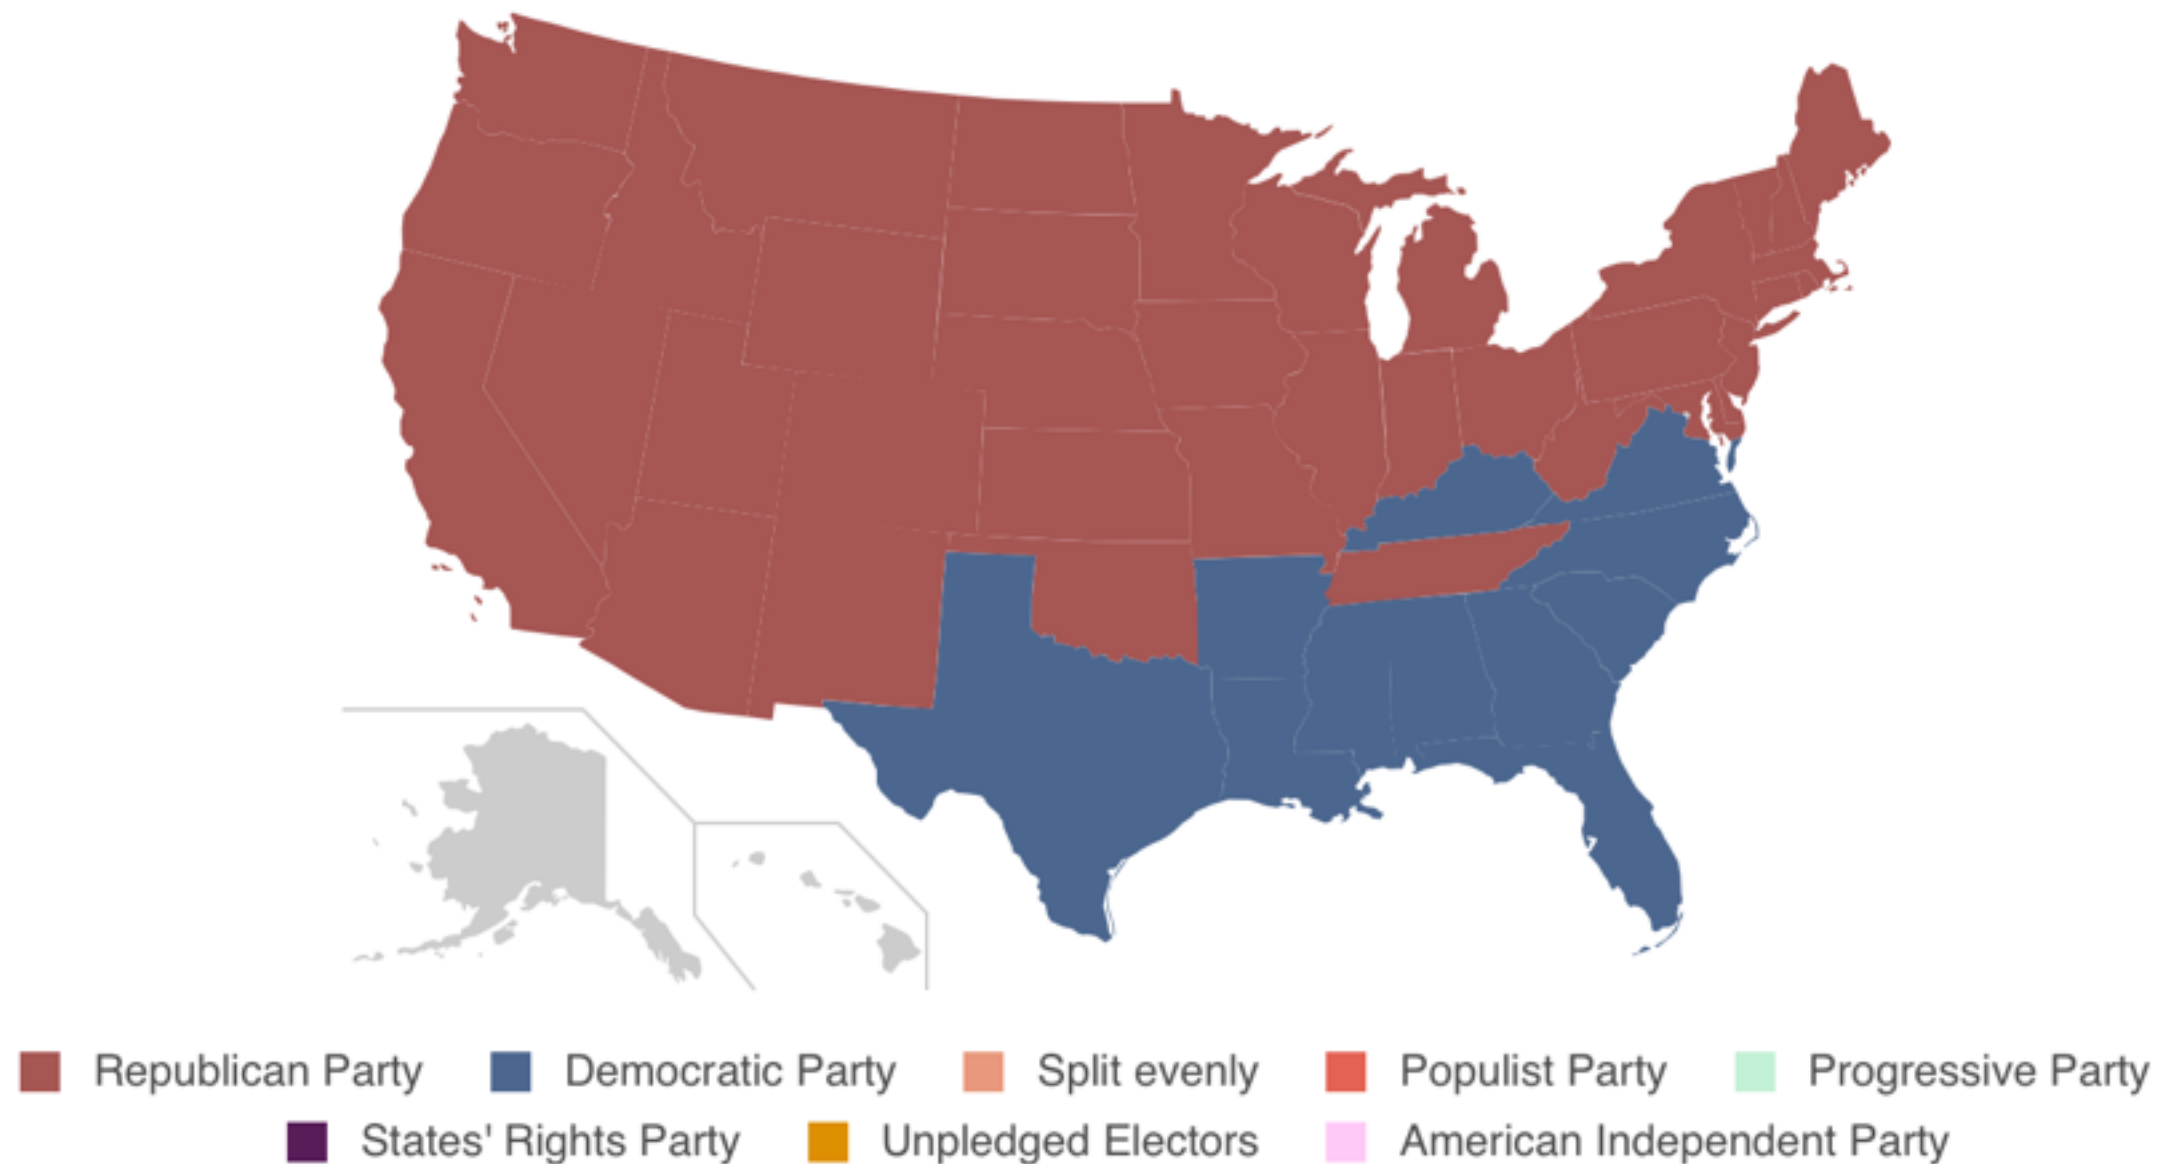 Republican Party Democratic Party Split evenly Populist Party Progressive Party
States' Rights Party Unpledged Electors American Independent Party